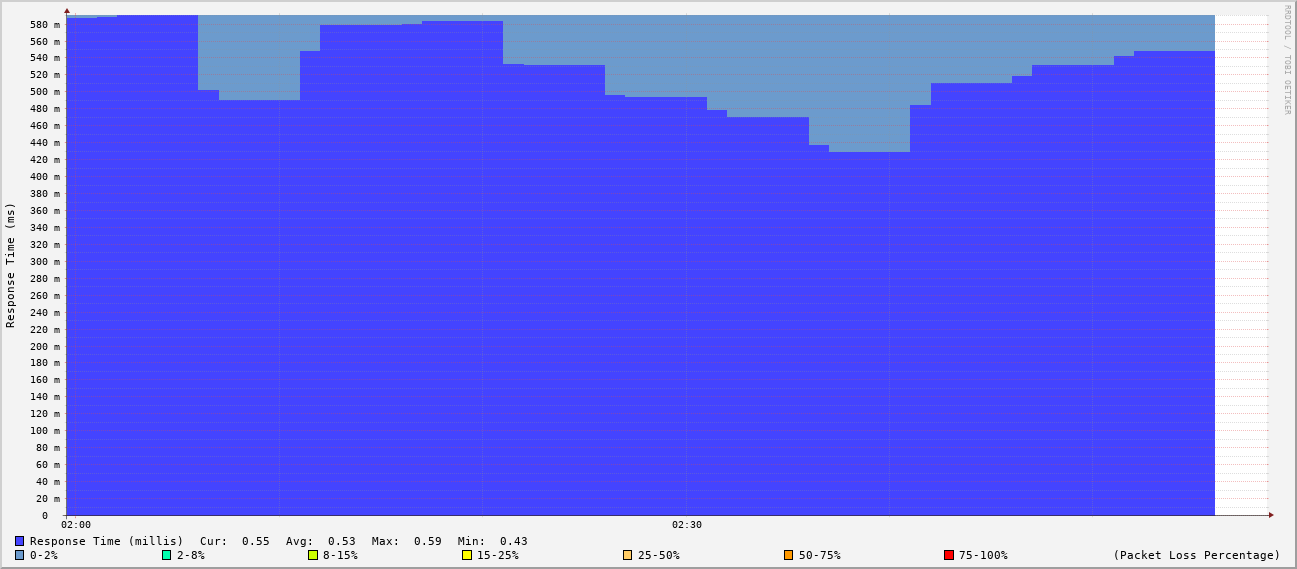 RRDTOOL / TOBI OETIKER
Response Time (ms)
580 m
560 m
540 m
520 m
500 m
480 m
460 m
440 m
420 m
400 m
380 m
360 m
340 m
320 m
300 m
280 m
260 m
240 m
220 m
200 m
180 m
160 m
140 m
120 m
100 m
80 m
60 m
40 m
20 m
0
02:00 02:30
Response Time (millis) Cur: 0.55 Avg: 0.53 Max: 0.59 Min: 0.43
0-2% 2-8% 8-15% 15-25% 25-50% 50-75% 75-100% (Packet Loss Percentage)